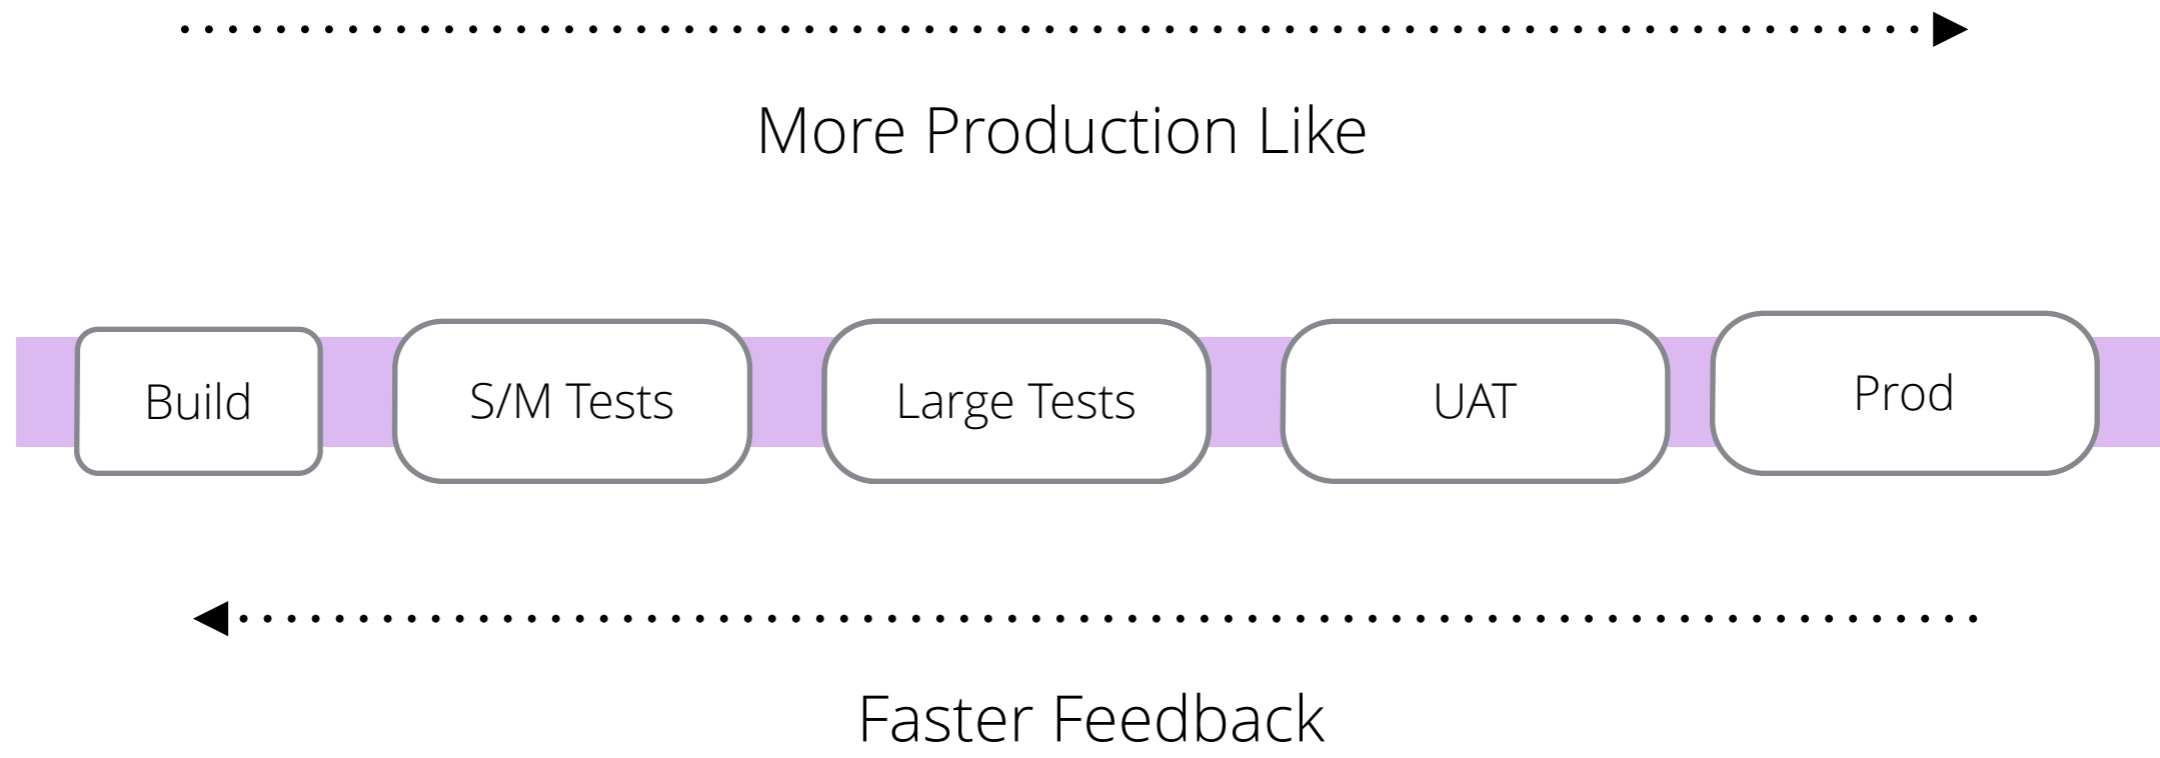 More Production Like
Build
S/M Tests
Large Tests
UAT
Prod
Faster Feedback